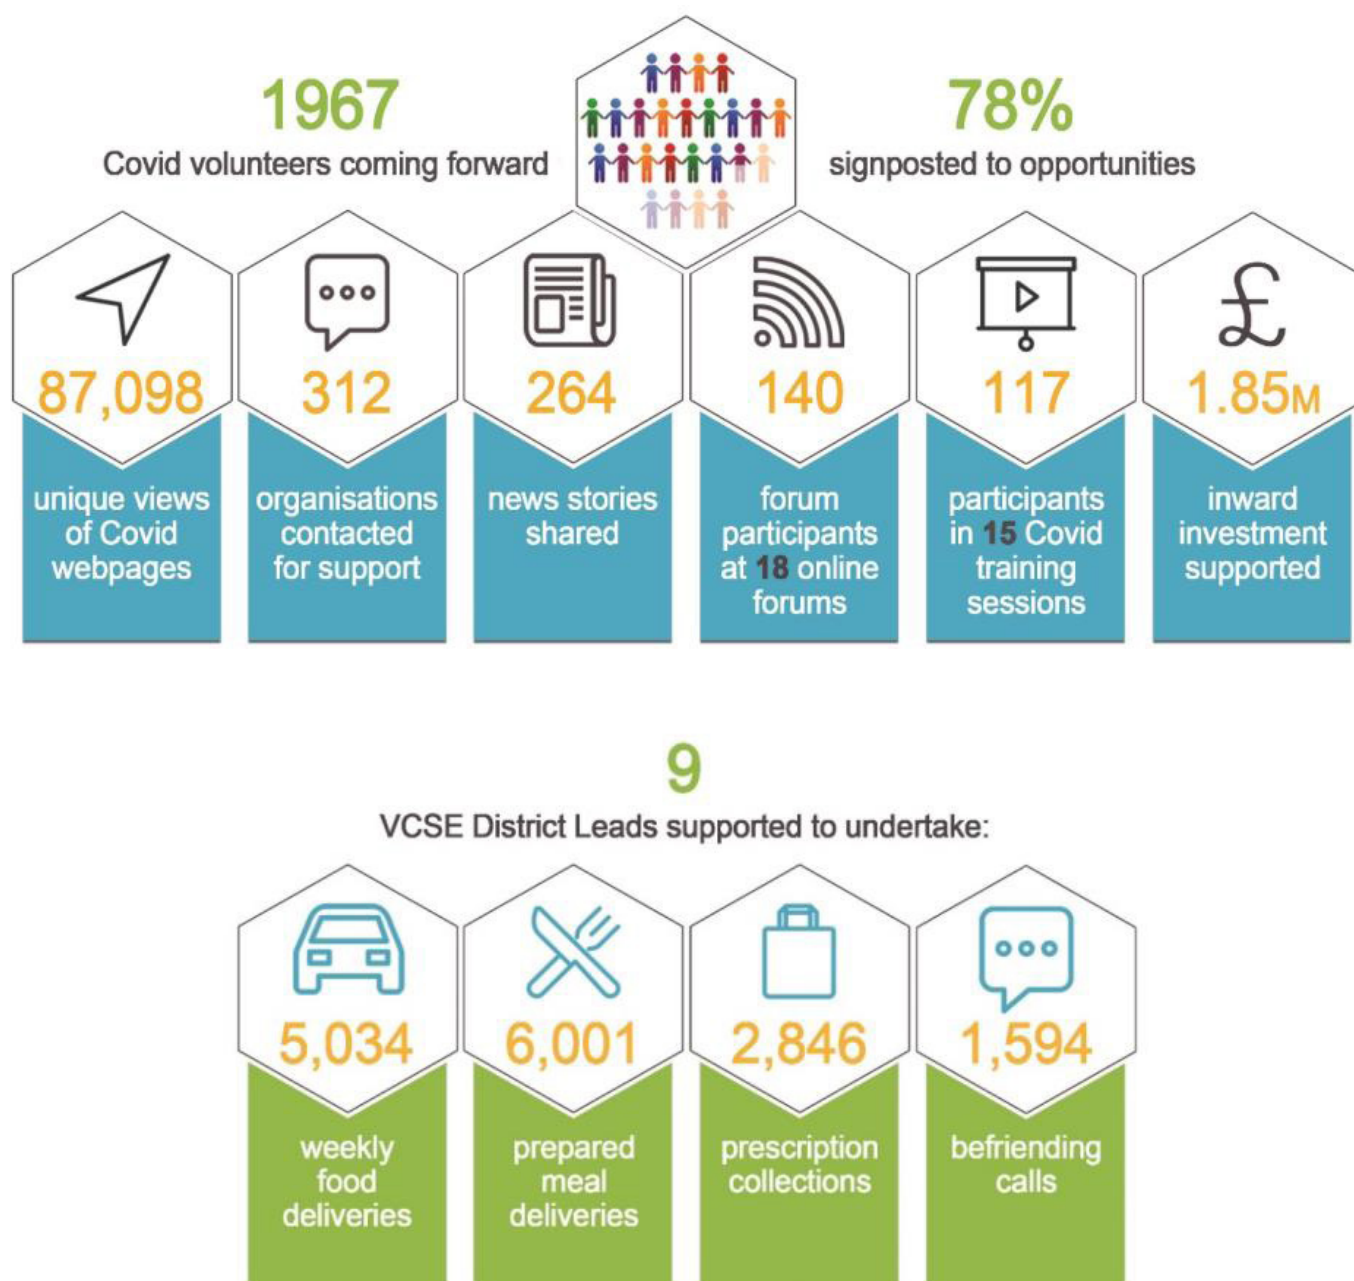 1967
Covid volunteers coming forward
78%
signposted to opportunities
87,098
unique views
of Covid
webpages
312
organisations
contacted
for support
264
news stories
shared
140
forum
participants
at 18 online
forums
117
participants
in 15 Covid
training
sessions
£
1.85M
inward
investment
supported
9
VCSE District Leads supported to undertake:
5,034
weekly
food
deliveries
6,001
prepared
meal
deliveries
2,846
prescription
collections
1,594
befriending
calls